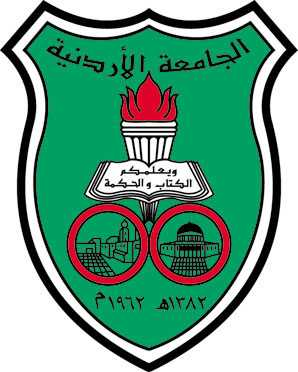 الجامعة الأردنية
ويعلمكم
الكتاب والحكمة
١٣٨٢هـ ١٩٦٢م